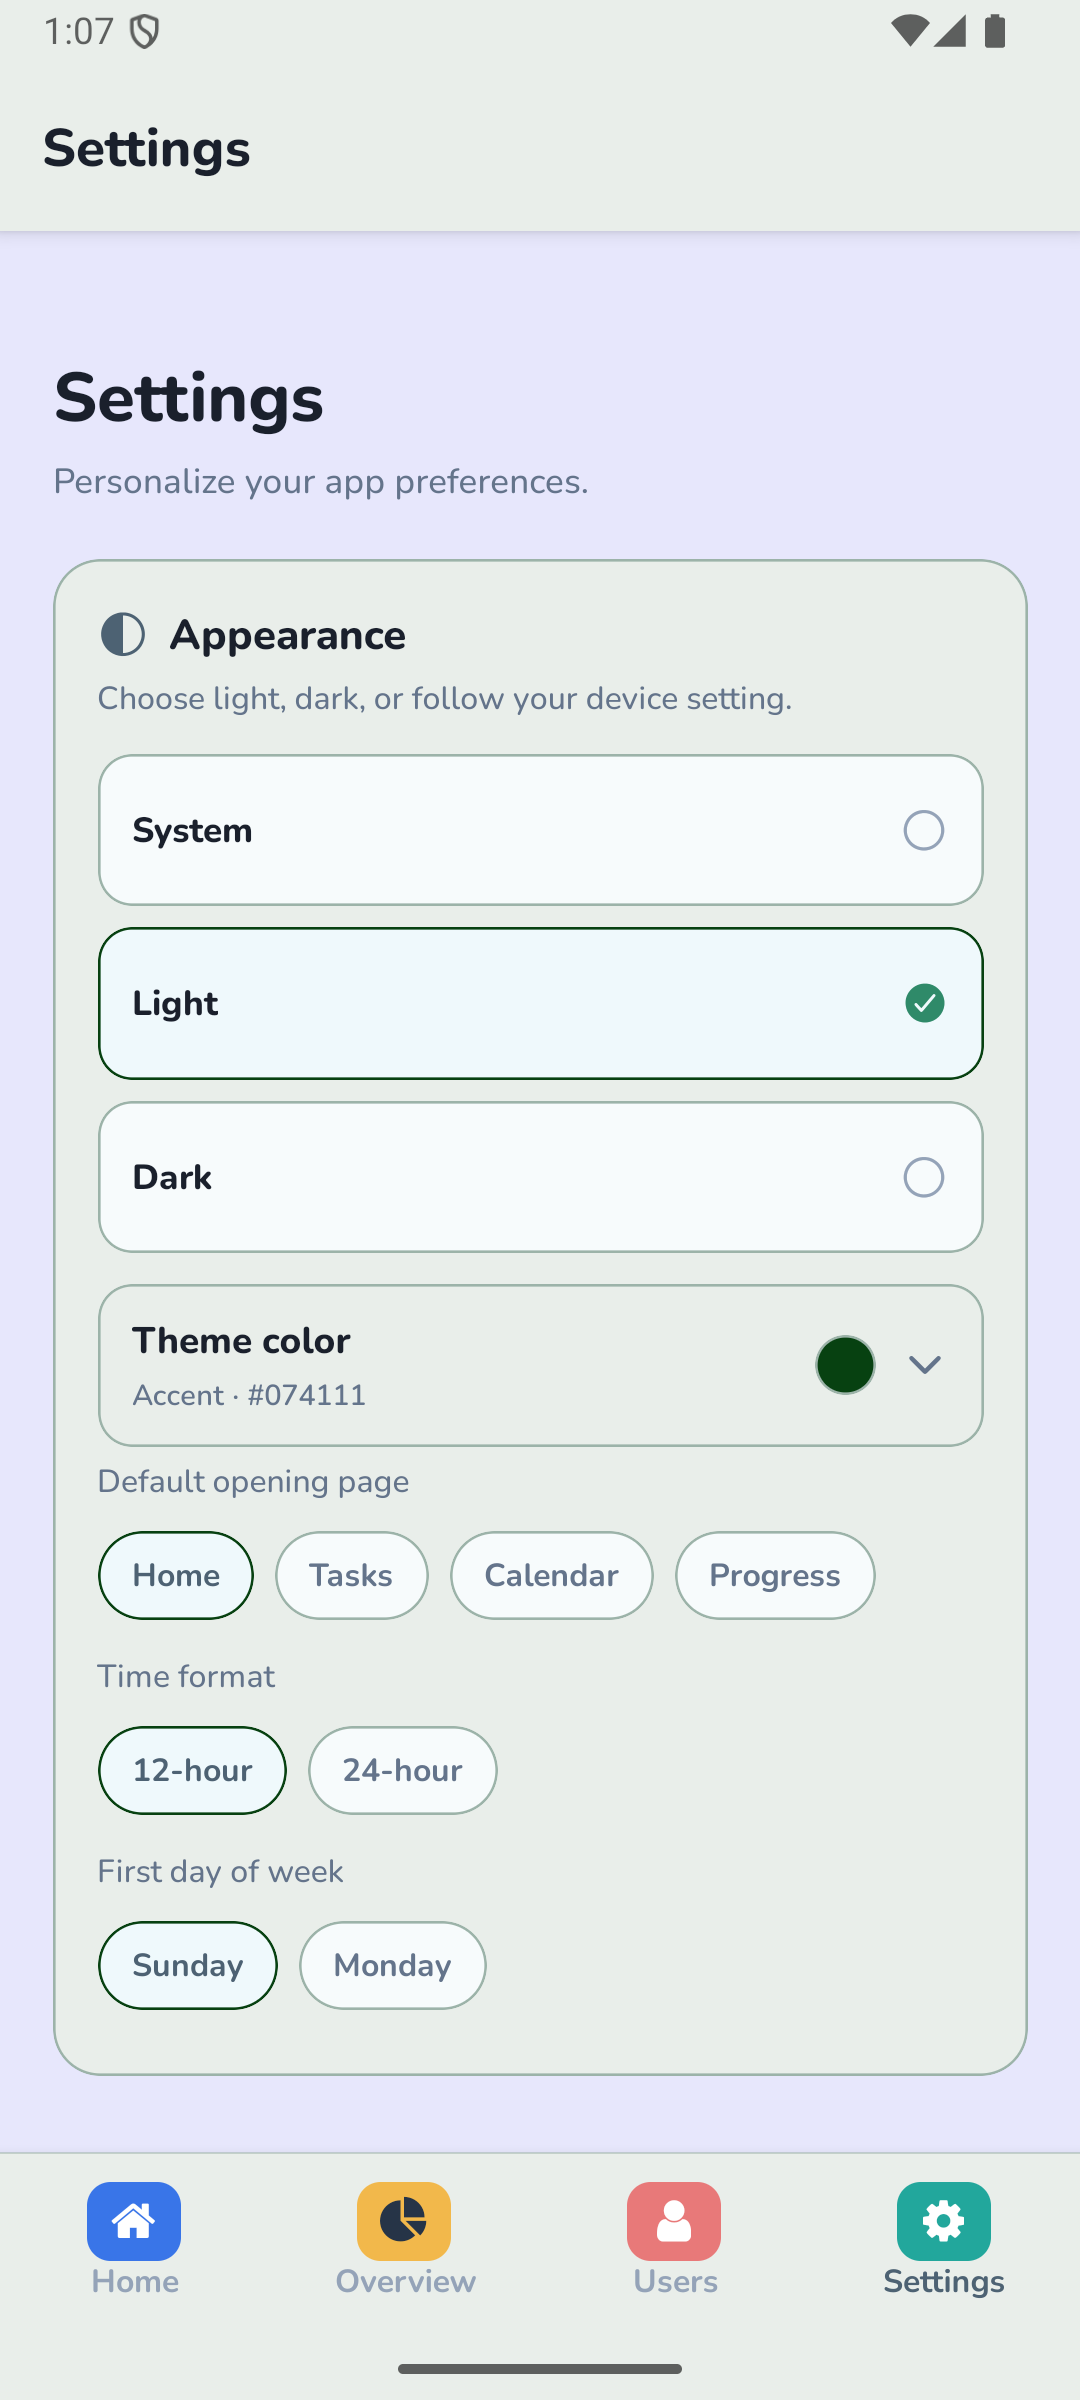 1:07
Settings
Settings
Personalize your app preferences.
Appearance
Choose light, dark, or follow your device setting.
System
Light
Dark
Theme color
Accent · #074111
Default opening page
Home Tasks Calendar Progress
Time format
12-hour 24-hour
First day of week
Sunday Monday
Home Overview Users Settings